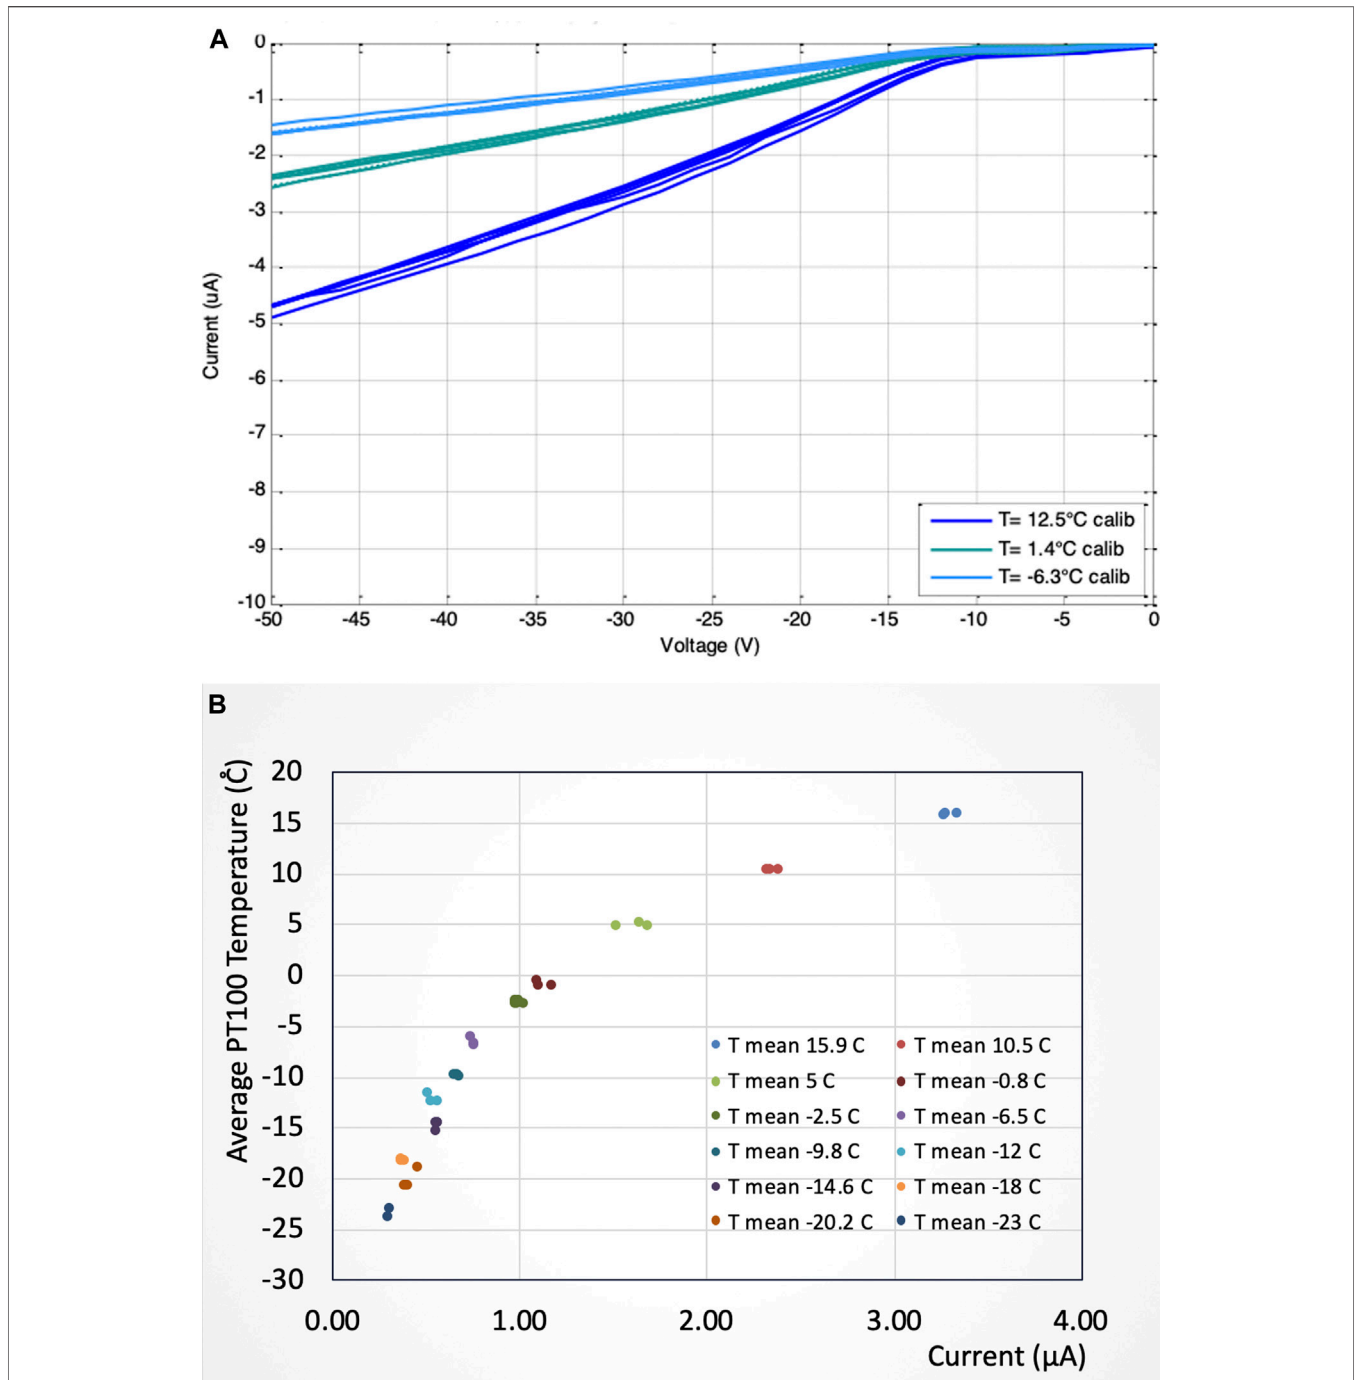 A
0
-1
-2
-3
-4
-5
-6
-7
-8
-9
-10
Current (uA)
T= 12.5°C calib
T= 1.4°C calib
T= -6.3°C calib
-50 -45 -40 -35 -30 -25 -20 -15 -10 -5 0
Voltage (V)
B
Average PT100 Temperature (Č)
20
15
10
5
0
-5
-10
-15
-20
-25
-30
T mean 15.9 C T mean 10.5 C
T mean 5 C T mean -0.8 C
T mean -2.5 C T mean -6.5 C
T mean -9.8 C T mean -12 C
T mean -14.6 C T mean -18 C
T mean -20.2 C T mean -23 C
0.00 1.00 2.00 3.00 4.00
Current (µA)